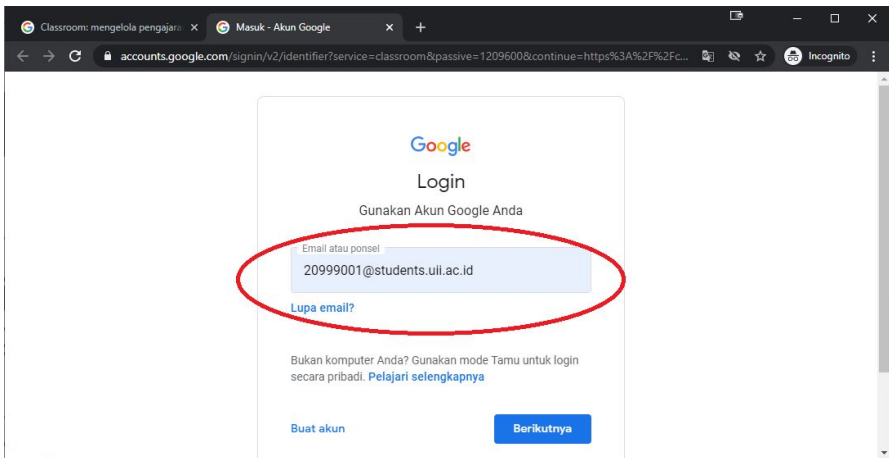 Classroom: mengelola pengajara
Masuk - Akun Google
accounts.google.com/signin/v2/identifier?service=classroom&passive=1209600&continue=https%3A%2F%2Fc...
Incognito
Google
Login
Gunakan Akun Google Anda
Email atau ponsel
20999001@students.uii.ac.id
Lupa email?
Bukan komputer Anda? Gunakan mode Tamu untuk login
secara pribadi. Pelajari selengkapnya
Buat akun
Berikutnya